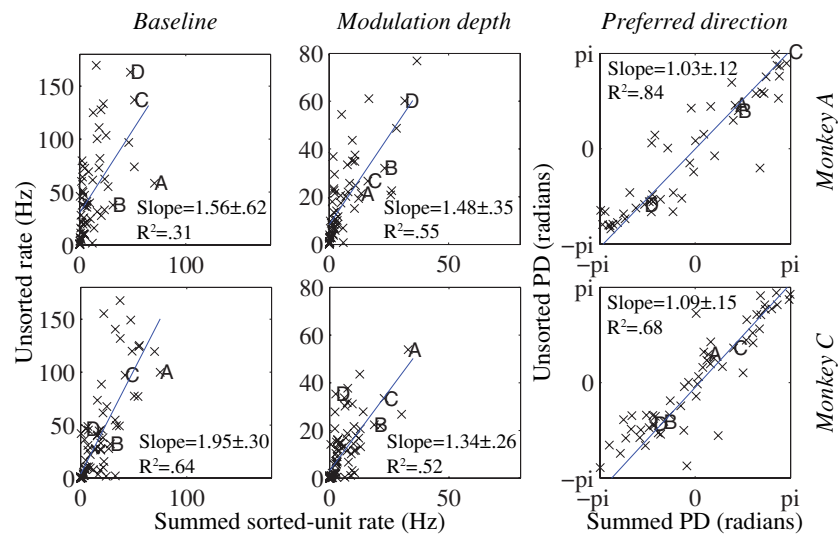 Baseline
Modulation depth
Preferred direction
Unsorted rate (Hz)
Unsorted PD (radians)
150
100
50
0
0
100
D
C
A
B
Slope=1.56±.62
R²=.31
80
60
40
20
0
0
50
D
B
C
A
Slope=1.48±.35
R²=.55
pi
0
−pi
−pi
0
pi
Slope=1.03±.12
R²=.84
C
A
B
D
Monkey A
150
100
50
0
0
100
C
A
D
B
Slope=1.95±.30
R²=.64
80
60
40
20
0
0
50
A
D
C
B
Slope=1.34±.26
R²=.52
pi
0
−pi
−pi
0
pi
Slope=1.09±.15
R²=.68
A
C
D
B
Monkey C
Summed sorted-unit rate (Hz)
Summed PD (radians)